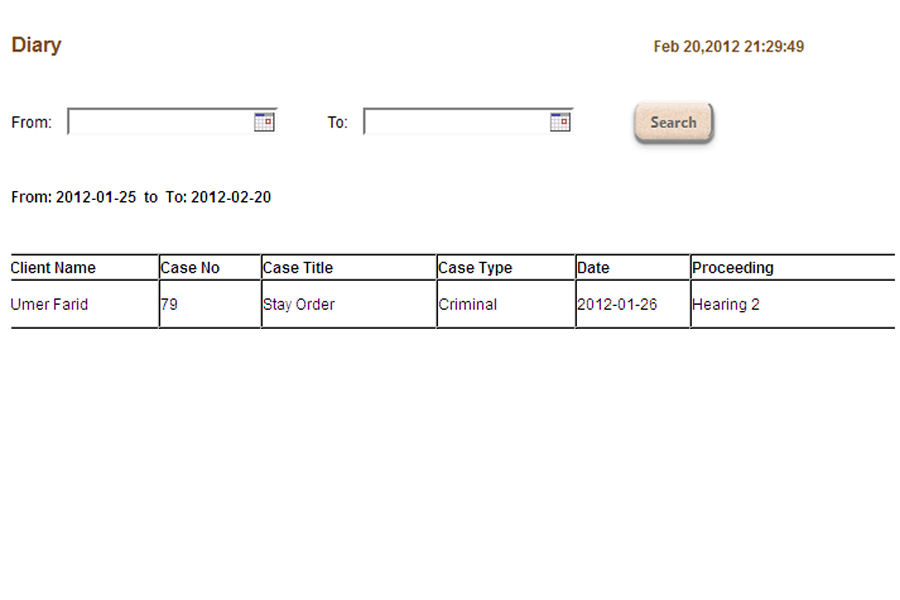 Diary Feb 20,2012 21:29:49
From: To: Search
From: 2012-01-25 to To: 2012-02-20
Client Name Case No Case Title Case Type Date Proceeding
Umer Farid 79 Stay Order Criminal 2012-01-26 Hearing 2